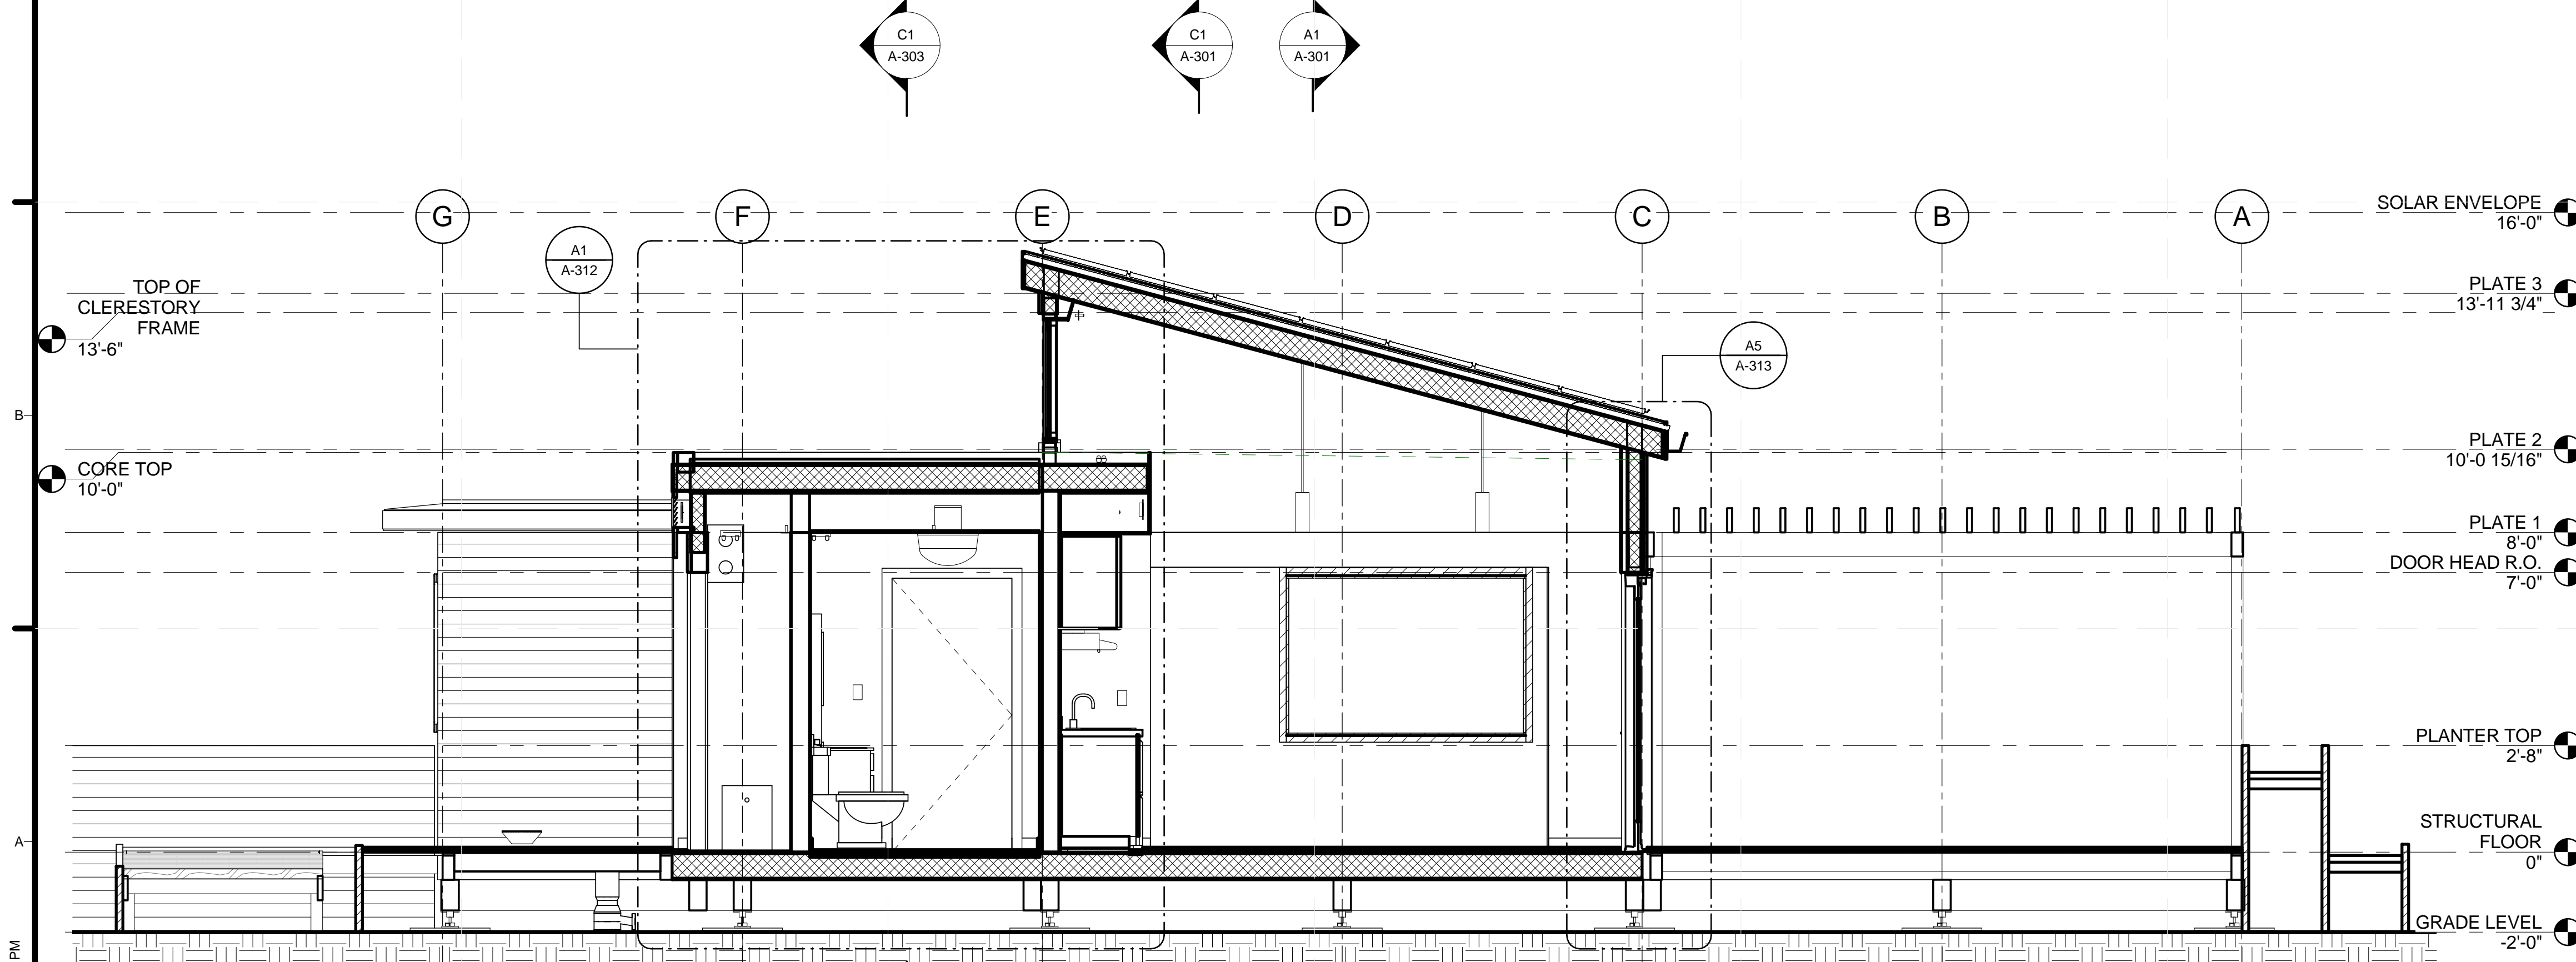 C1
A-303
C1
A-301
A1
A-301
G
F
E
D
C
B
A
SOLAR ENVELOPE
16'-0"
A1
A-312
TOP OF
CLERESTORY
FRAME
13'-6"
PLATE 3
13'-11 3/4"
A5
A-313
B
CORE TOP
10'-0"
PLATE 2
10'-0 15/16"
PLATE 1
8'-0"
DOOR HEAD R.O.
7'-0"
PLANTER TOP
2'-8"
A
STRUCTURAL
FLOOR
0"
GRADE LEVEL
-2'-0"
PM